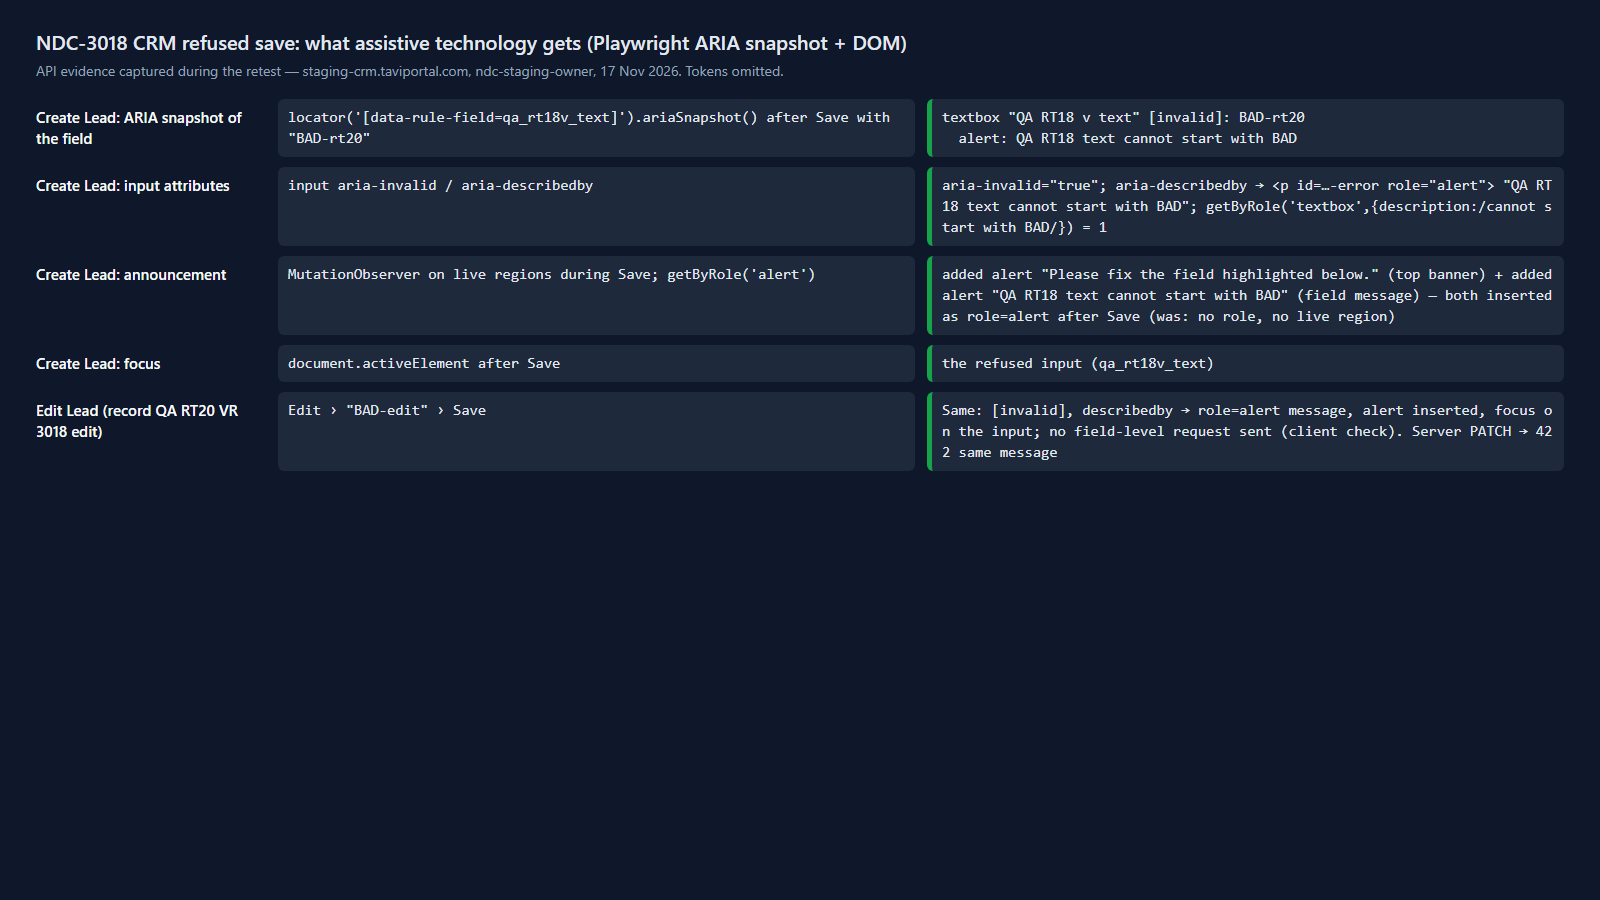 NDC-3018 CRM refused save: what assistive technology gets (Playwright ARIA snapshot + DOM)
API evidence captured during the retest — staging-crm.taviportal.com, ndc-staging-owner, 17 Nov 2026. Tokens omitted.
Create Lead: ARIA snapshot of
the field
locator('[data-rule-field=qa_rt18v_text]').ariaSnapshot() after Save with
"BAD-rt20"
textbox "QA RT18 v text" [invalid]: BAD-rt20
alert: QA RT18 text cannot start with BAD
Create Lead: input attributes
input aria-invalid / aria-describedby
aria-invalid="true"; aria-describedby → <p id=…-error role="alert"> "QA RT
18 text cannot start with BAD"; getByRole('textbox',{description:/cannot s
tart with BAD/}) = 1
Create Lead: announcement
MutationObserver on live regions during Save; getByRole('alert')
added alert "Please fix the field highlighted below." (top banner) + added
alert "QA RT18 text cannot start with BAD" (field message) — both inserted
as role=alert after Save (was: no role, no live region)
Create Lead: focus
document.activeElement after Save
the refused input (qa_rt18v_text)
Edit Lead (record QA RT20 VR
3018 edit)
Edit › "BAD-edit" › Save
Same: [invalid], describedby → role=alert message, alert inserted, focus o
n the input; no field-level request sent (client check). Server PATCH → 42
2 same message